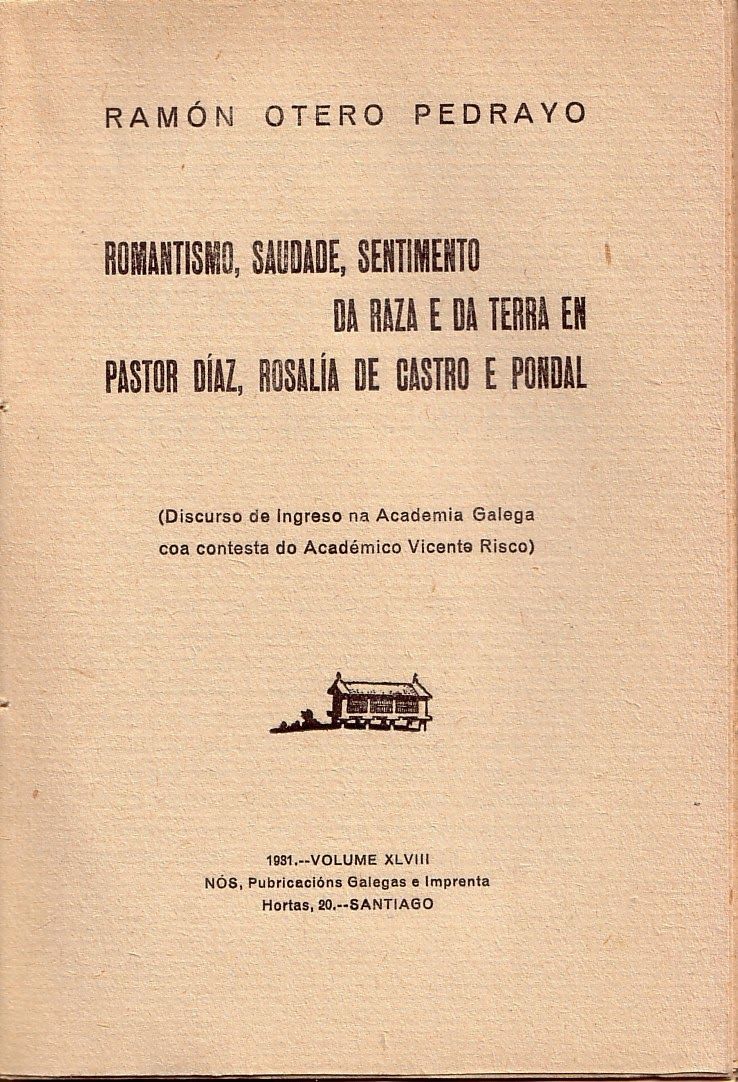 RAMÓN OTERO PEDRAYO
ROMANTISMO, SAUDADE, SENTIMENTO
DA RAZA E DA TERRA EN
PASTOR DÍAZ, ROSALÍA DE CASTRO E PONDAL
(Discurso de Ingreso na Academia Galega
coa contesta do Académico Vicente Risco)
1931.--VOLUME XLVIII
NÓS, Pubricacións Galegas e Imprenta
Hortas, 20.--SANTIAGO